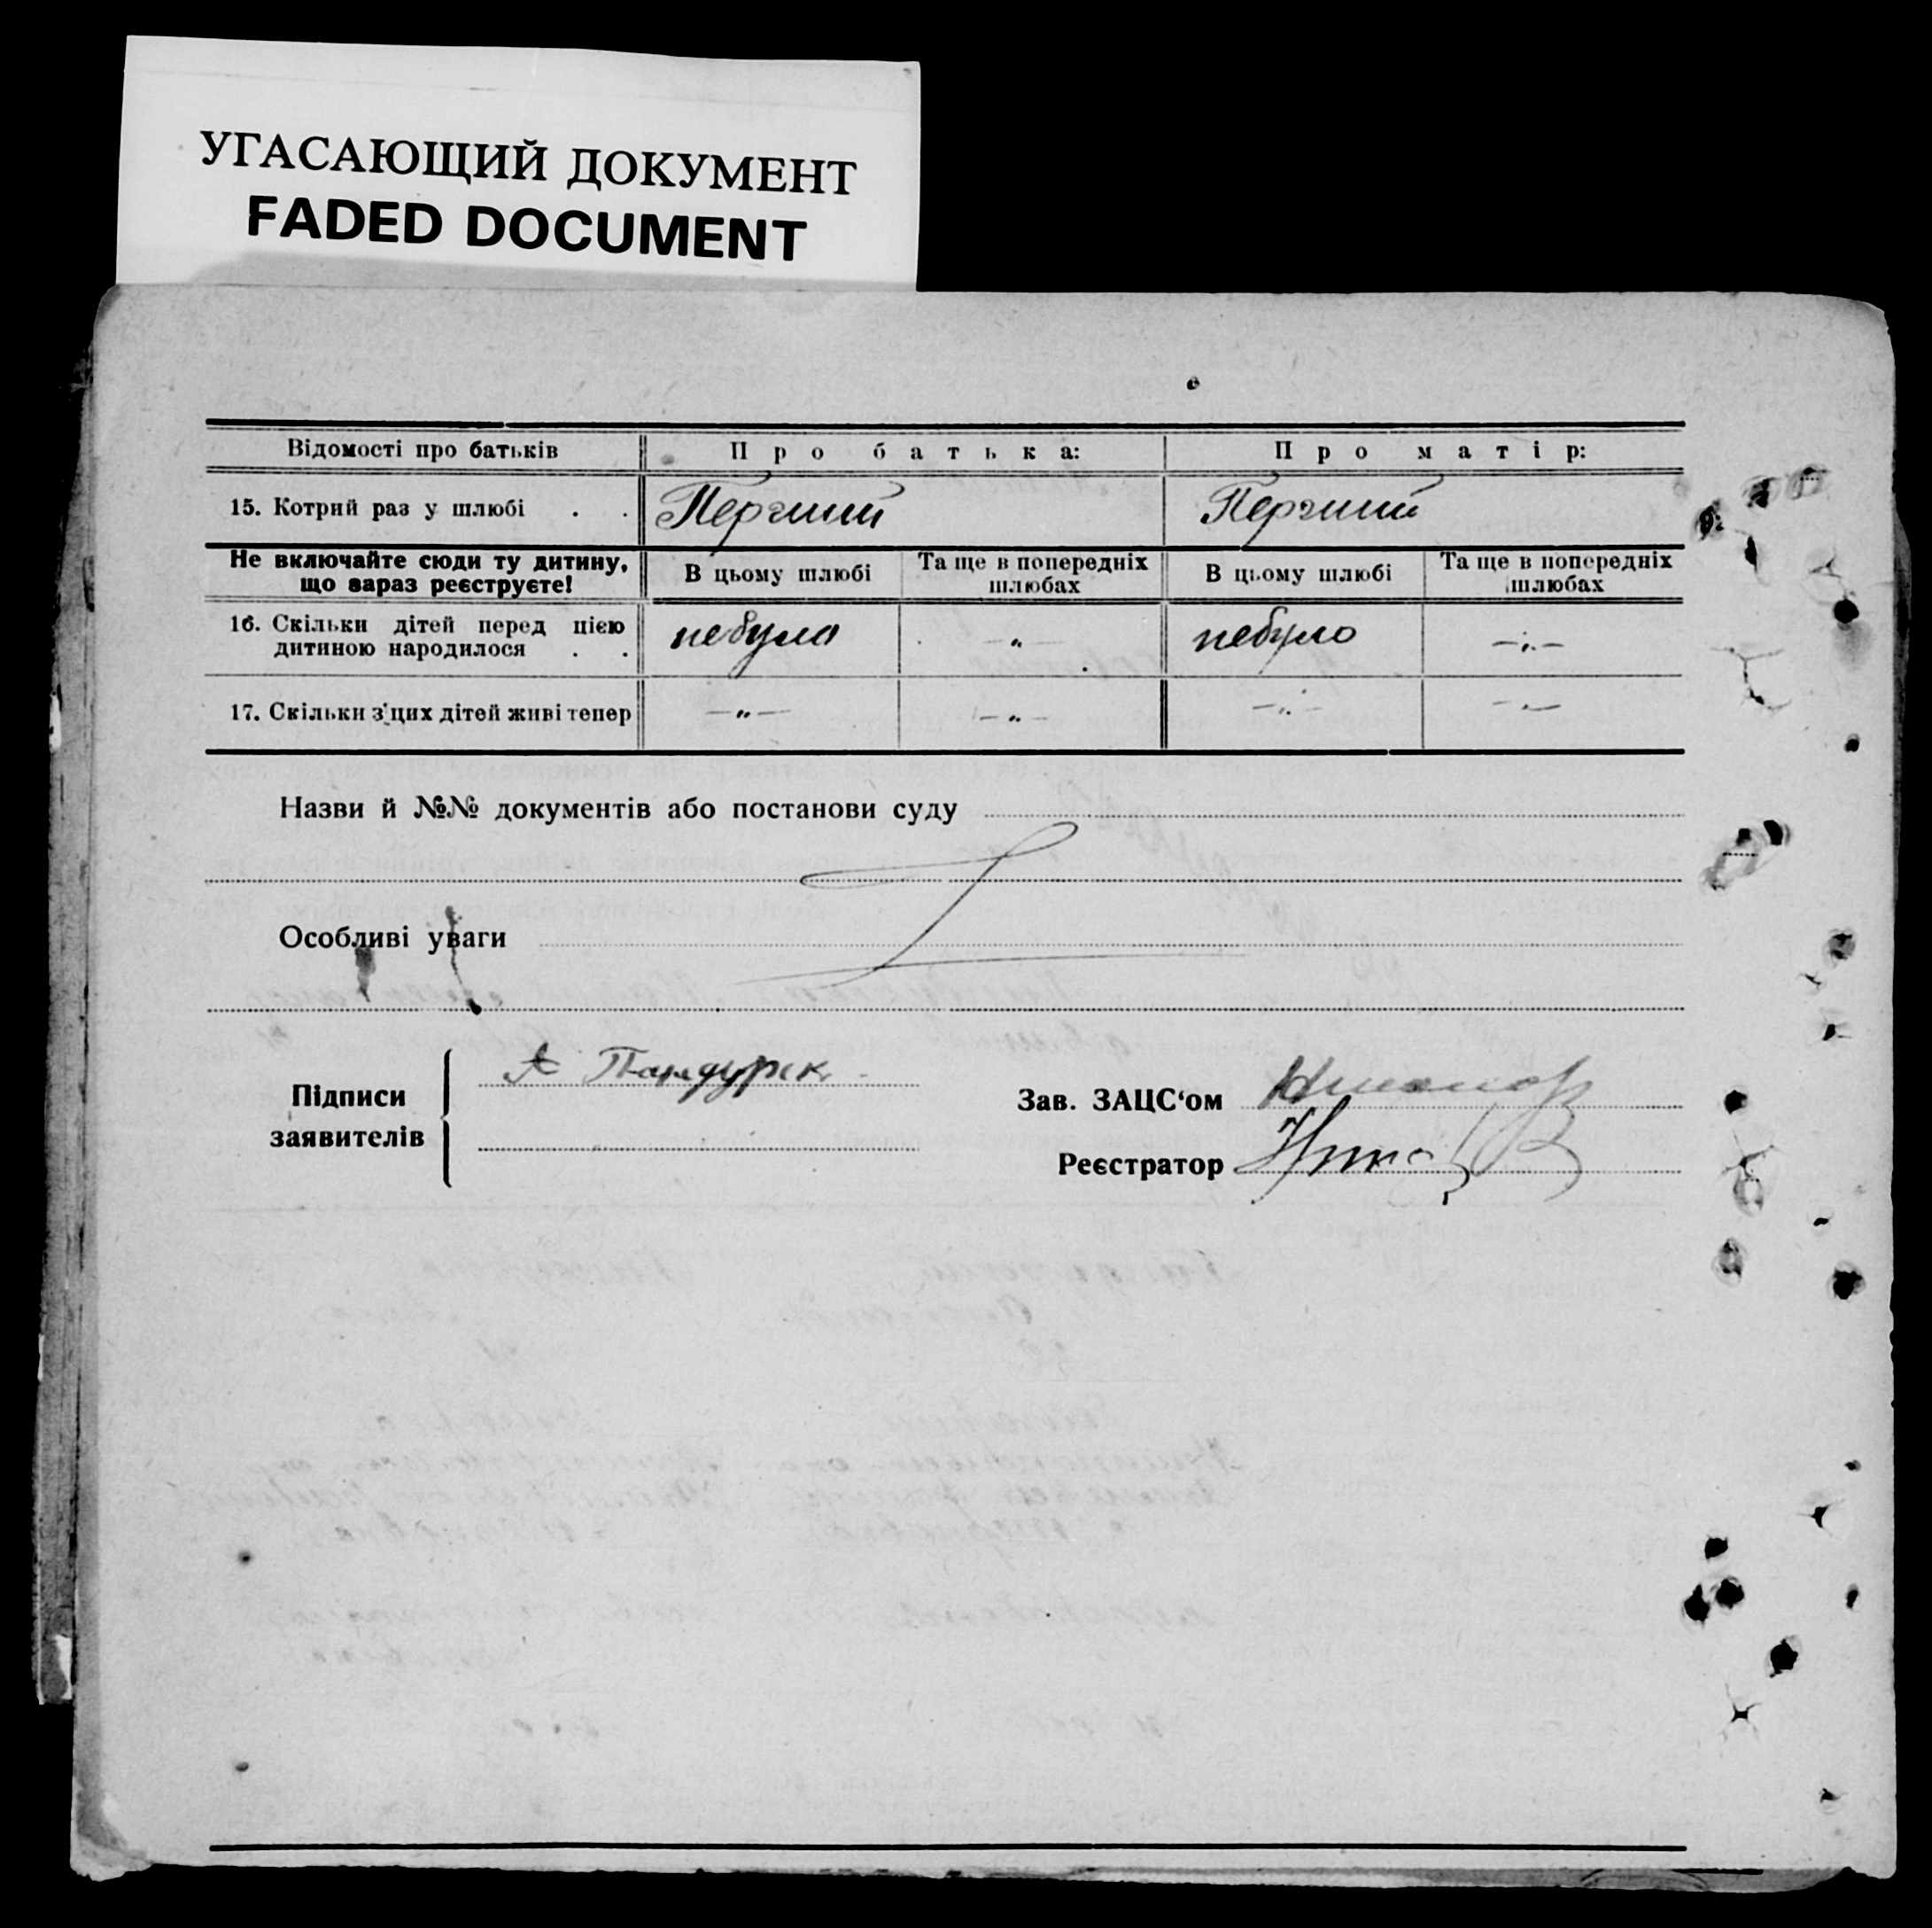 УГАСАЮЩИЙ ДОКУМЕНТ
FADED DOCUMENT
Відомості про батьків Про батька: Про матір:
15. Котрий раз у шлюбі . . Перший Перший
Не включайте сюди ту дитину, що зараз реєструєте! В цьому шлюбі Та ще в попередніх шлюбах В цьому шлюбі Та ще в попередніх шлюбах
16. Скільки дітей перед цією
дитиною народилося . . небуло —„— небуло —„—
17. Скільки з'цих дітей живі тепер —„— —„— —„— —„—
Назви й №№ документів або постанови суду
Особливі уваги
Підписи
заявителів
Зав. ЗАЦС‘ом
Реєстратор